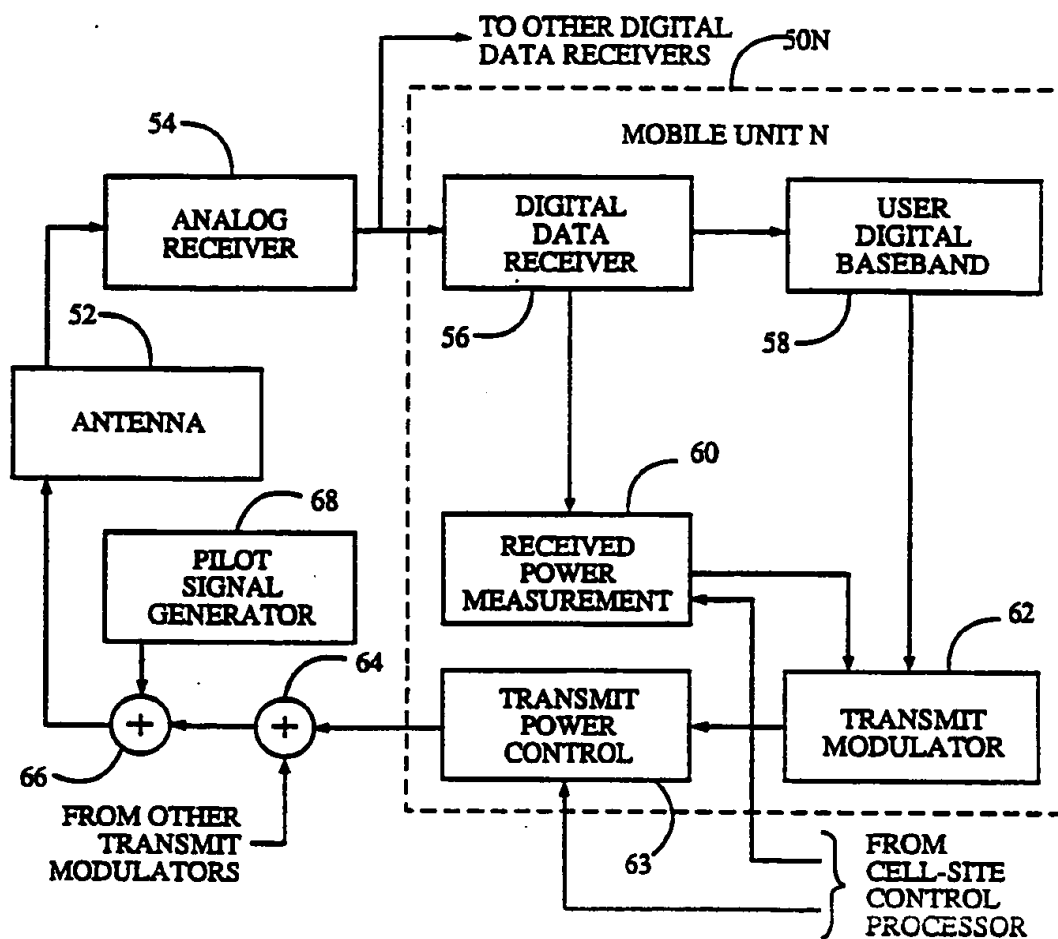 TO OTHER DIGITAL
DATA RECEIVERS
50N
MOBILE UNIT N
54
ANALOG
RECEIVER
DIGITAL
DATA
RECEIVER
USER
DIGITAL
BASEBAND
52
56
58
ANTENNA
60
68
PILOT
SIGNAL
GENERATOR
RECEIVED
POWER
MEASUREMENT
62
64
TRANSMIT
POWER
CONTROL
TRANSMIT
MODULATOR
+
+
66
FROM OTHER
TRANSMIT
MODULATORS
63
FROM
CELL-SITE
CONTROL
PROCESSOR